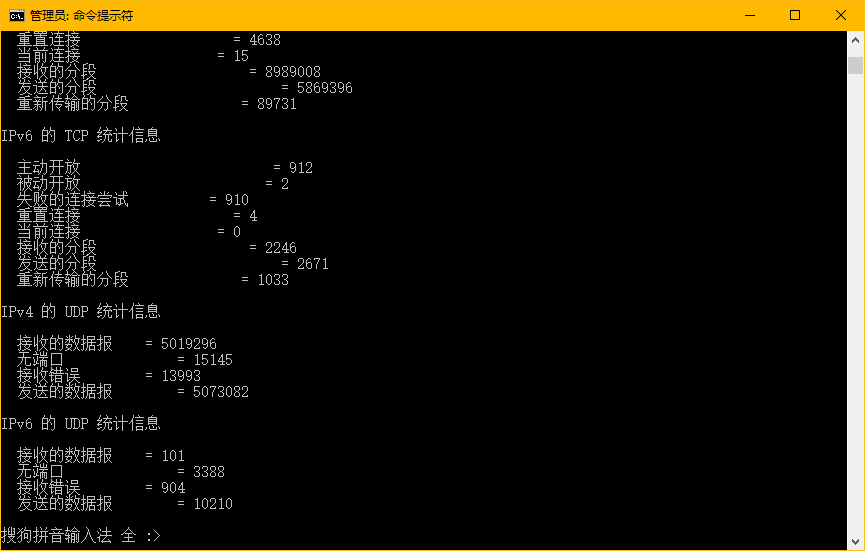 管理员: 命令提示符
重置连接 = 4638
当前连接 = 15
接收的分段 = 8989008
发送的分段 = 5869396
重新传输的分段 = 89731
IPv6 的 TCP 统计信息
主动开放 = 912
被动开放 = 2
失败的连接尝试 = 910
重置连接 = 4
当前连接 = 0
接收的分段 = 2246
发送的分段 = 2671
重新传输的分段 = 1033
IPv4 的 UDP 统计信息
接收的数据报 = 5019296
无端口 = 15145
接收错误 = 13993
发送的数据报 = 5073082
IPv6 的 UDP 统计信息
接收的数据报 = 101
无端口 = 3388
接收错误 = 904
发送的数据报 = 10210
搜狗拼音输入法 全 :>